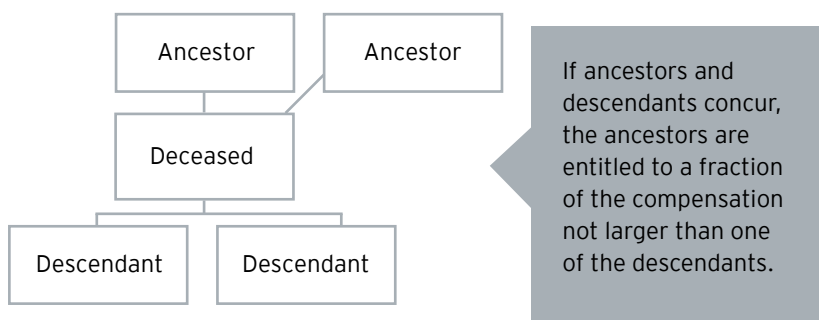 Ancestor
Ancestor
Deceased
Descendant
Descendant
If ancestors and
descendants concur,
the ancestors are
entitled to a fraction
of the compensation
not larger than one
of the descendants.